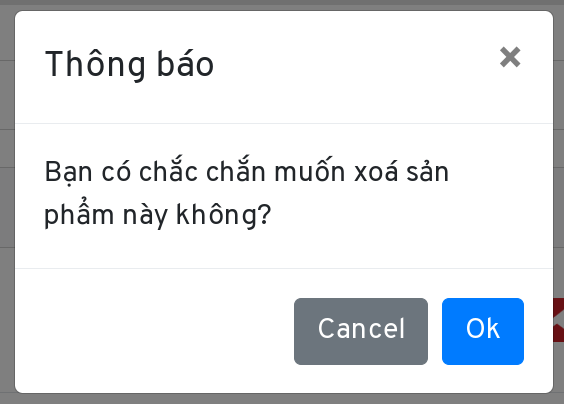 Thông báo
×
Bạn có chắc chắn muốn xoá sản
phẩm này không?
Cancel
Ok